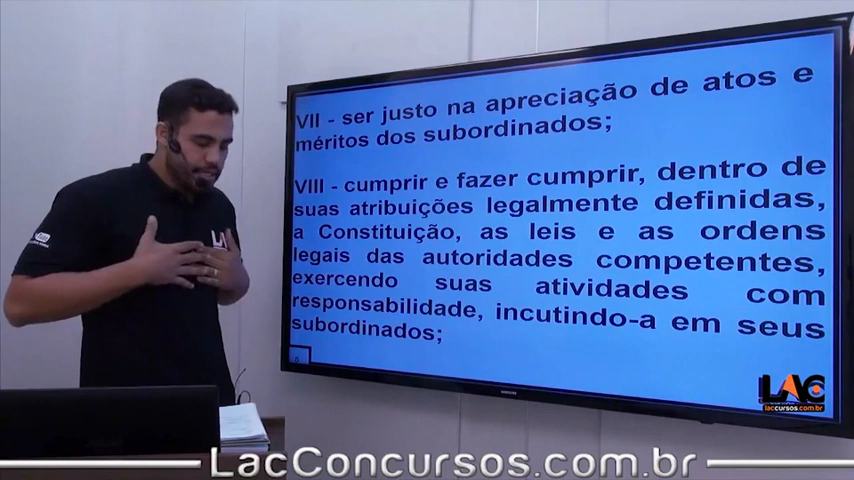 VII - ser justo na apreciação de atos e
méritos dos subordinados;
VIII - cumprir e fazer cumprir, dentro de
suas atribuições legalmente definidas,
a Constituição, as leis e as ordens
legais das autoridades competentes,
exercendo suas atividades com
responsabilidade, incutindo-a em seus
subordinados;
LAC
laccursos.com.br
SAMSUNG
LacConcursos.com.br